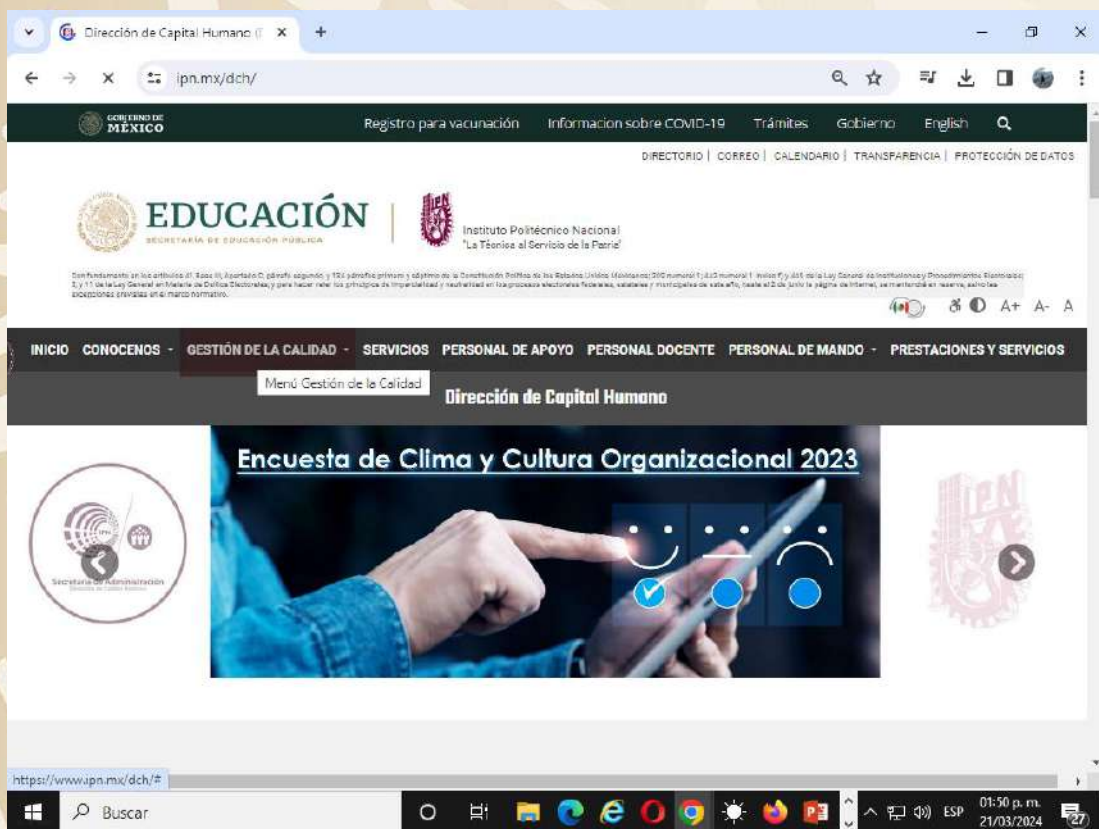 Dirección de Capital Humano (
ipn.mx/dch/
GOBIERNO DE MÉXICO
Registro para vacunación Informacion sobre COVID-19 Trámites Gobierno English
DIRECTORIO | CORREO | CALENDARIO | TRANSPARENCIA | PROTECCIÓN DE DATOS
EDUCACIÓN
SECRETARÍA DE EDUCACIÓN PÚBLICA
Instituto Politécnico Nacional
"La Técnica al Servicio de la Patria"
A+ A- A
INICIO CONOCENOS GESTIÓN DE LA CALIDAD SERVICIOS PERSONAL DE APOYO PERSONAL DOCENTE PERSONAL DE MANDO PRESTACIONES Y SERVICIOS
Menú Gestión de la Calidad
Dirección de Capital Humano
Encuesta de Clima y Cultura Organizacional 2023
Secretaría de Administración
IPN
https://www.ipn.mx/dch/#
Buscar
ESP
01:50 p. m.
21/03/2024
27